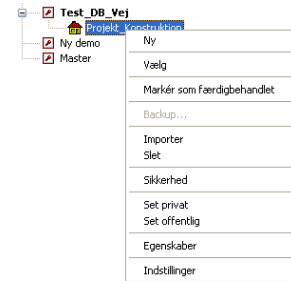 Test_DB_Vej
Projekt_Konstruktion
Ny demo
Master
Ny
Vælg
Markér som færdigbehandlet
Backup...
Importer
Slet
Sikkerhed
Set privat
Set offentlig
Egenskaber
Indstillinger